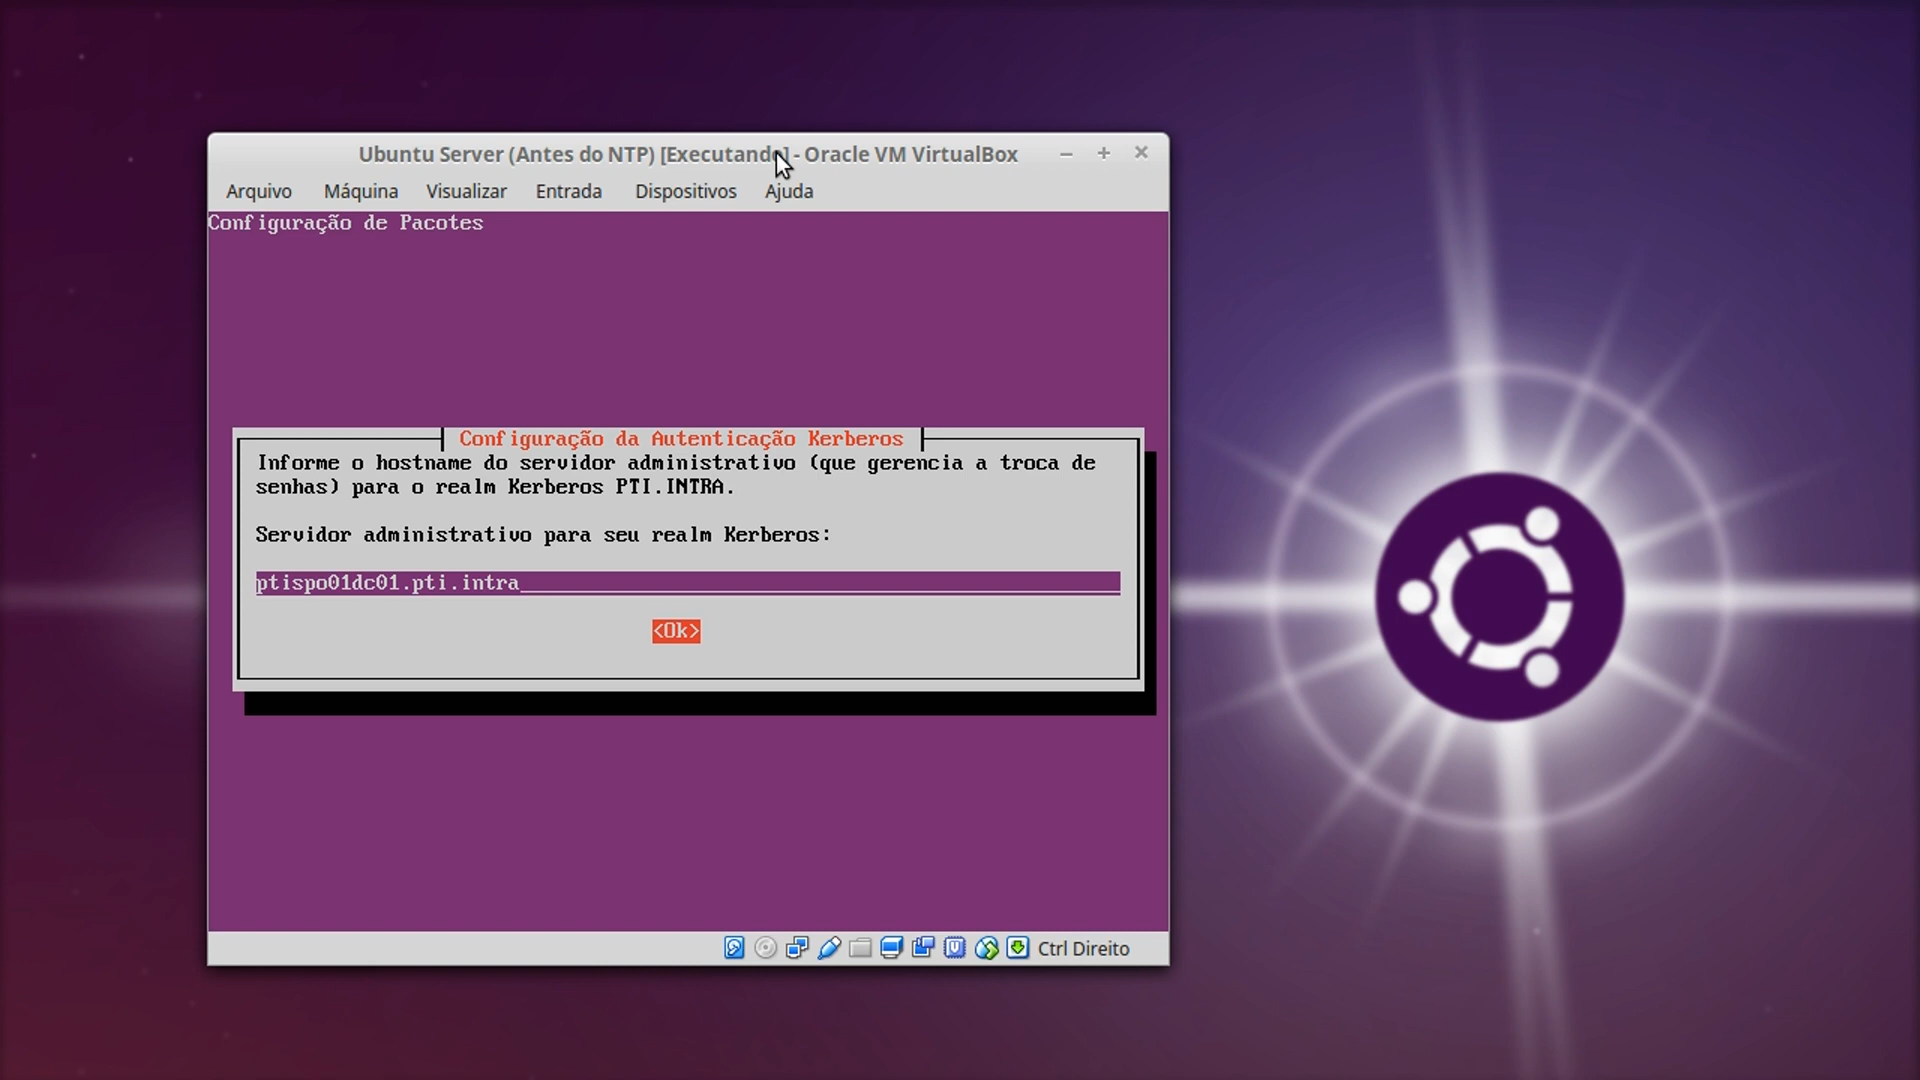 Ubuntu Server (Antes do NTP) [Executando] - Oracle VM VirtualBox
Arquivo Máquina Visualizar Entrada Dispositivos Ajuda
Configuração de Pacotes
Configuração da Autenticação Kerberos
Informe o hostname do servidor administrativo (que gerencia a troca de
senhas) para o realm Kerberos PTI.INTRA.
Servidor administrativo para seu realm Kerberos:
ptispo01dc01.pti.intra
<Ok>
Ctrl Direito